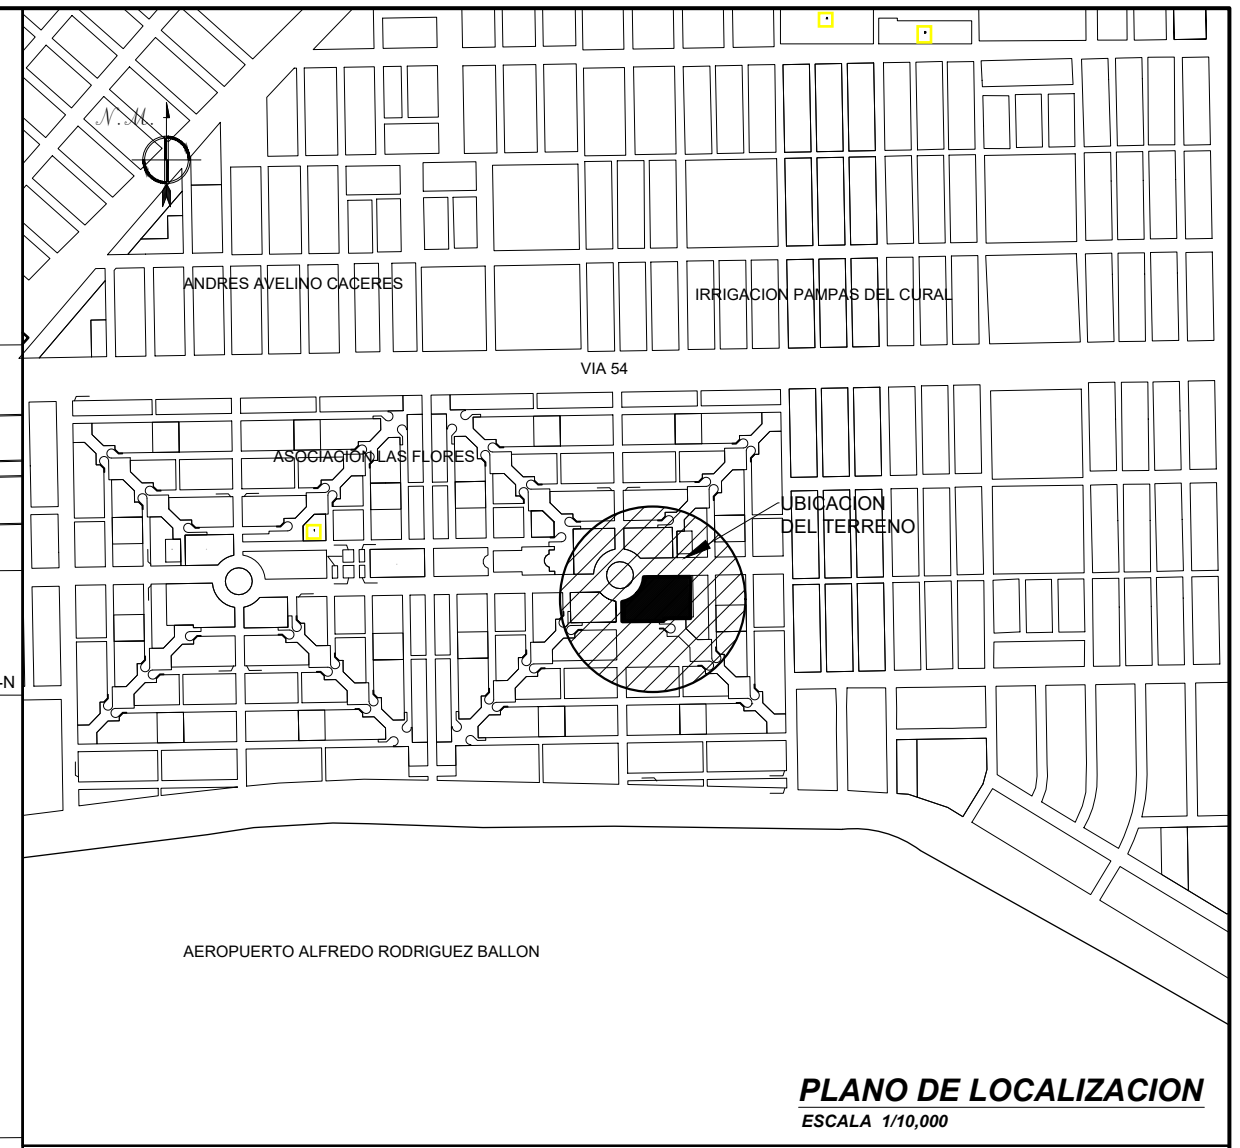 N.M.
ANDRES AVELINO CACERES
IRRIGACION PAMPAS DEL CURAL
VIA 54
ASOCIACION LAS FLORES
UBICACION
DEL TERRENO
-N
AEROPUERTO ALFREDO RODRIGUEZ BALLON
PLANO DE LOCALIZACION
ESCALA 1/10,000